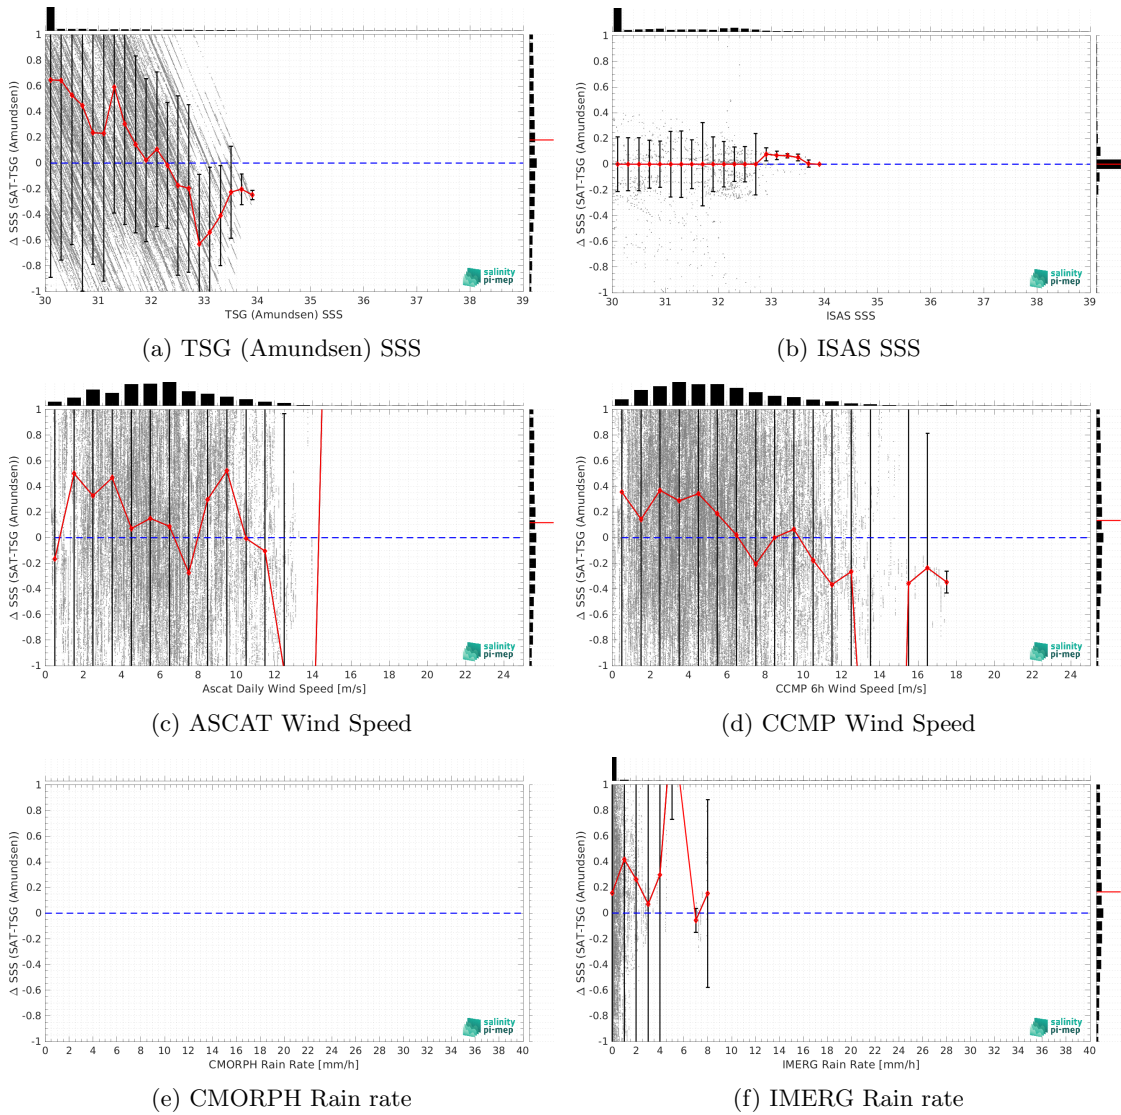 1
0.8
0.6
0.4
0.2
0
-0.2
-0.4
-0.6
-0.8
-1
Δ SSS (SAT-TSG (Amundsen))
30 31 32 33 34 35 36 37 38 39
TSG (Amundsen) SSS
salinity
pi-mep
(a) TSG (Amundsen) SSS
1
0.8
0.6
0.4
0.2
0
-0.2
-0.4
-0.6
-0.8
-1
Δ SSS (SAT-TSG (Amundsen))
30 31 32 33 34 35 36 37 38 39
ISAS SSS
salinity
pi-mep
(b) ISAS SSS
1
0.8
0.6
0.4
0.2
0
-0.2
-0.4
-0.6
-0.8
-1
Δ SSS (SAT-TSG (Amundsen))
0 2 4 6 8 10 12 14 16 18 20 22 24
Ascat Daily Wind Speed [m/s]
salinity
pi-mep
(c) ASCAT Wind Speed
1
0.8
0.6
0.4
0.2
0
-0.2
-0.4
-0.6
-0.8
-1
Δ SSS (SAT-TSG (Amundsen))
0 2 4 6 8 10 12 14 16 18 20 22 24
CCMP 6h Wind Speed [m/s]
salinity
pi-mep
(d) CCMP Wind Speed
1
0.8
0.6
0.4
0.2
0
-0.2
-0.4
-0.6
-0.8
-1
Δ SSS (SAT-TSG (Amundsen))
0 2 4 6 8 10 12 14 16 18 20 22 24 26 28 30 32 34 36 38 40
CMORPH Rain Rate [mm/h]
salinity
pi-mep
(e) CMORPH Rain rate
1
0.8
0.6
0.4
0.2
0
-0.2
-0.4
-0.6
-0.8
-1
Δ SSS (SAT-TSG (Amundsen))
0 2 4 6 8 10 12 14 16 18 20 22 24 26 28 30 32 34 36 38 40
IMERG Rain Rate [mm/h]
salinity
pi-mep
(f) IMERG Rain rate